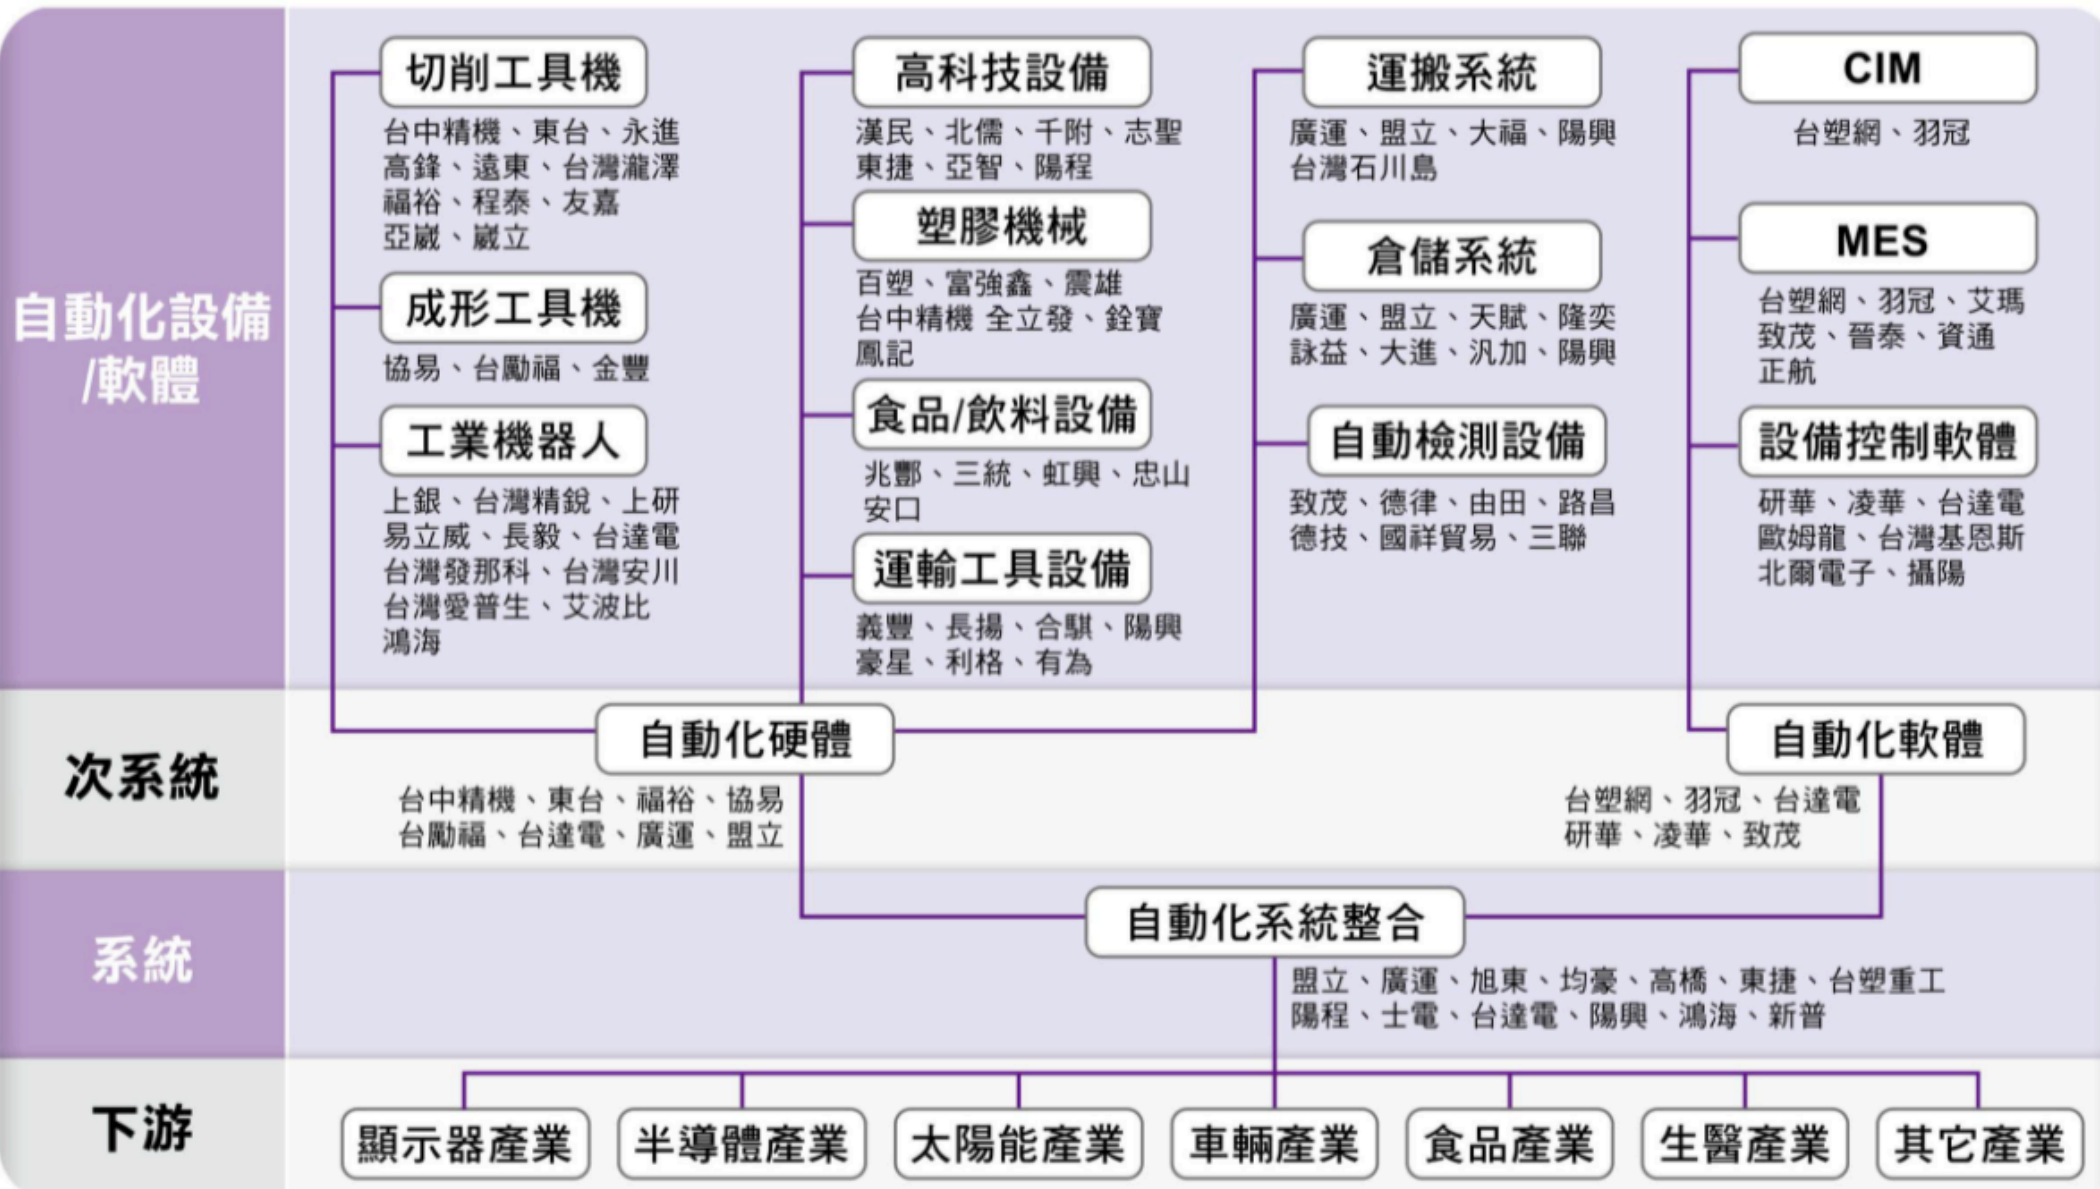 自動化設備
/軟體
切削工具機
台中精機、東台、永進
高鋒、遠東、台灣瀧澤
福裕、程泰、友嘉
亞崴、崴立
成形工具機
協易、台勵福、金豐
工業機器人
上銀、台灣精銳、上研
易立威、長毅、台達電
台灣發那科、台灣安川
台灣愛普生、艾波比
鴻海
高科技設備
漢民、北儒、千附、志聖
東捷、亞智、陽程
塑膠機械
百塑、富強鑫、震雄
台中精機 全立發、銓寶
鳳記
食品/飲料設備
兆酆、三統、虹興、忠山
安口
運輸工具設備
義豐、長揚、合騏、陽興
豪星、利格、有為
運搬系統
廣運、盟立、大福、陽興
台灣石川島
倉儲系統
廣運、盟立、天賦、隆奕
詠益、大進、汎加、陽興
自動檢測設備
致茂、德律、由田、路昌
德技、國祥貿易、三聯
CIM
台塑網、羽冠
MES
台塑網、羽冠、艾瑪
致茂、晉泰、資通
正航
設備控制軟體
研華、凌華、台達電
歐姆龍、台灣基恩斯
北爾電子、攝陽
次系統
自動化硬體
台中精機、東台、福裕、協易
台勵福、台達電、廣運、盟立
自動化軟體
台塑網、羽冠、台達電
研華、凌華、致茂
系統
自動化系統整合
盟立、廣運、旭東、均豪、高橋、東捷、台塑重工
陽程、士電、台達電、陽興、鴻海、新普
下游
顯示器產業
半導體產業
太陽能產業
車輛產業
食品產業
生醫產業
其它產業